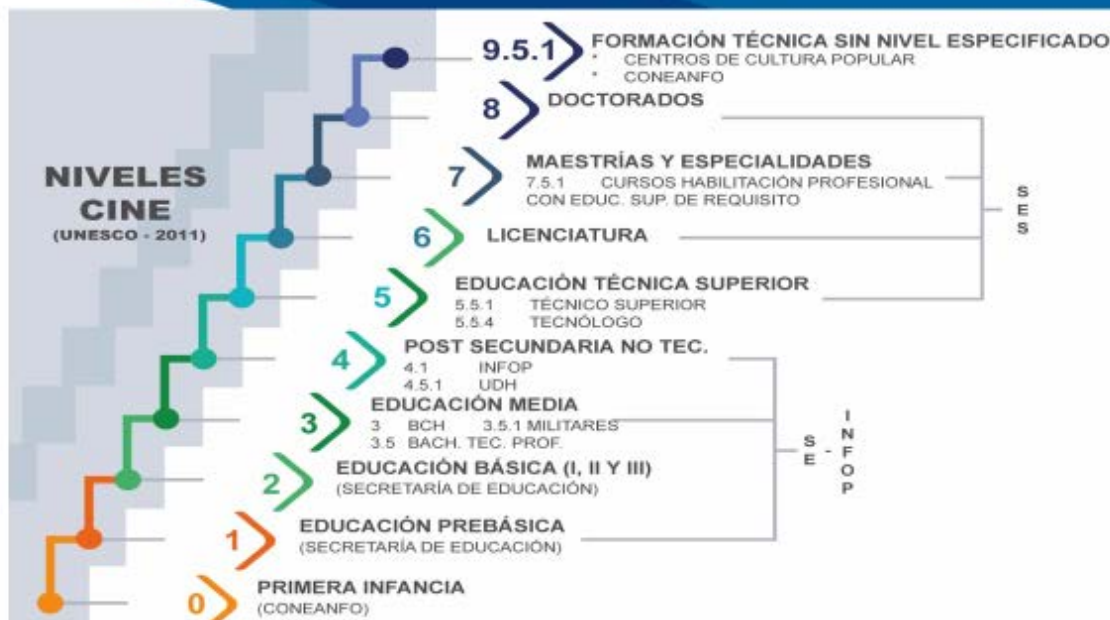 NIVELES
CINE
(UNESCO - 2011)
9.5.1 FORMACIÓN TÉCNICA SIN NIVEL ESPECIFICADO
* CENTROS DE CULTURA POPULAR
* CONEANFO
8 DOCTORADOS
7 MAESTRÍAS Y ESPECIALIDADES
7.5.1 CURSOS HABILITACIÓN PROFESIONAL
CON EDUC. SUP. DE REQUISITO
6 LICENCIATURA
5 EDUCACIÓN TÉCNICA SUPERIOR
5.5.1 TÉCNICO SUPERIOR
5.5.4 TECNÓLOGO
SES
4 POST SECUNDARIA NO TEC.
4.1 INFOP
4.5.1 UDH
3 EDUCACIÓN MEDIA
3 BCH 3.5.1 MILITARES
3.5 BACH. TEC. PROF.
2 EDUCACIÓN BÁSICA (I, II Y III)
(SECRETARÍA DE EDUCACIÓN)
1 EDUCACIÓN PREBÁSICA
(SECRETARÍA DE EDUCACIÓN)
SE - INFOP
0 PRIMERA INFANCIA
(CONEANFO)